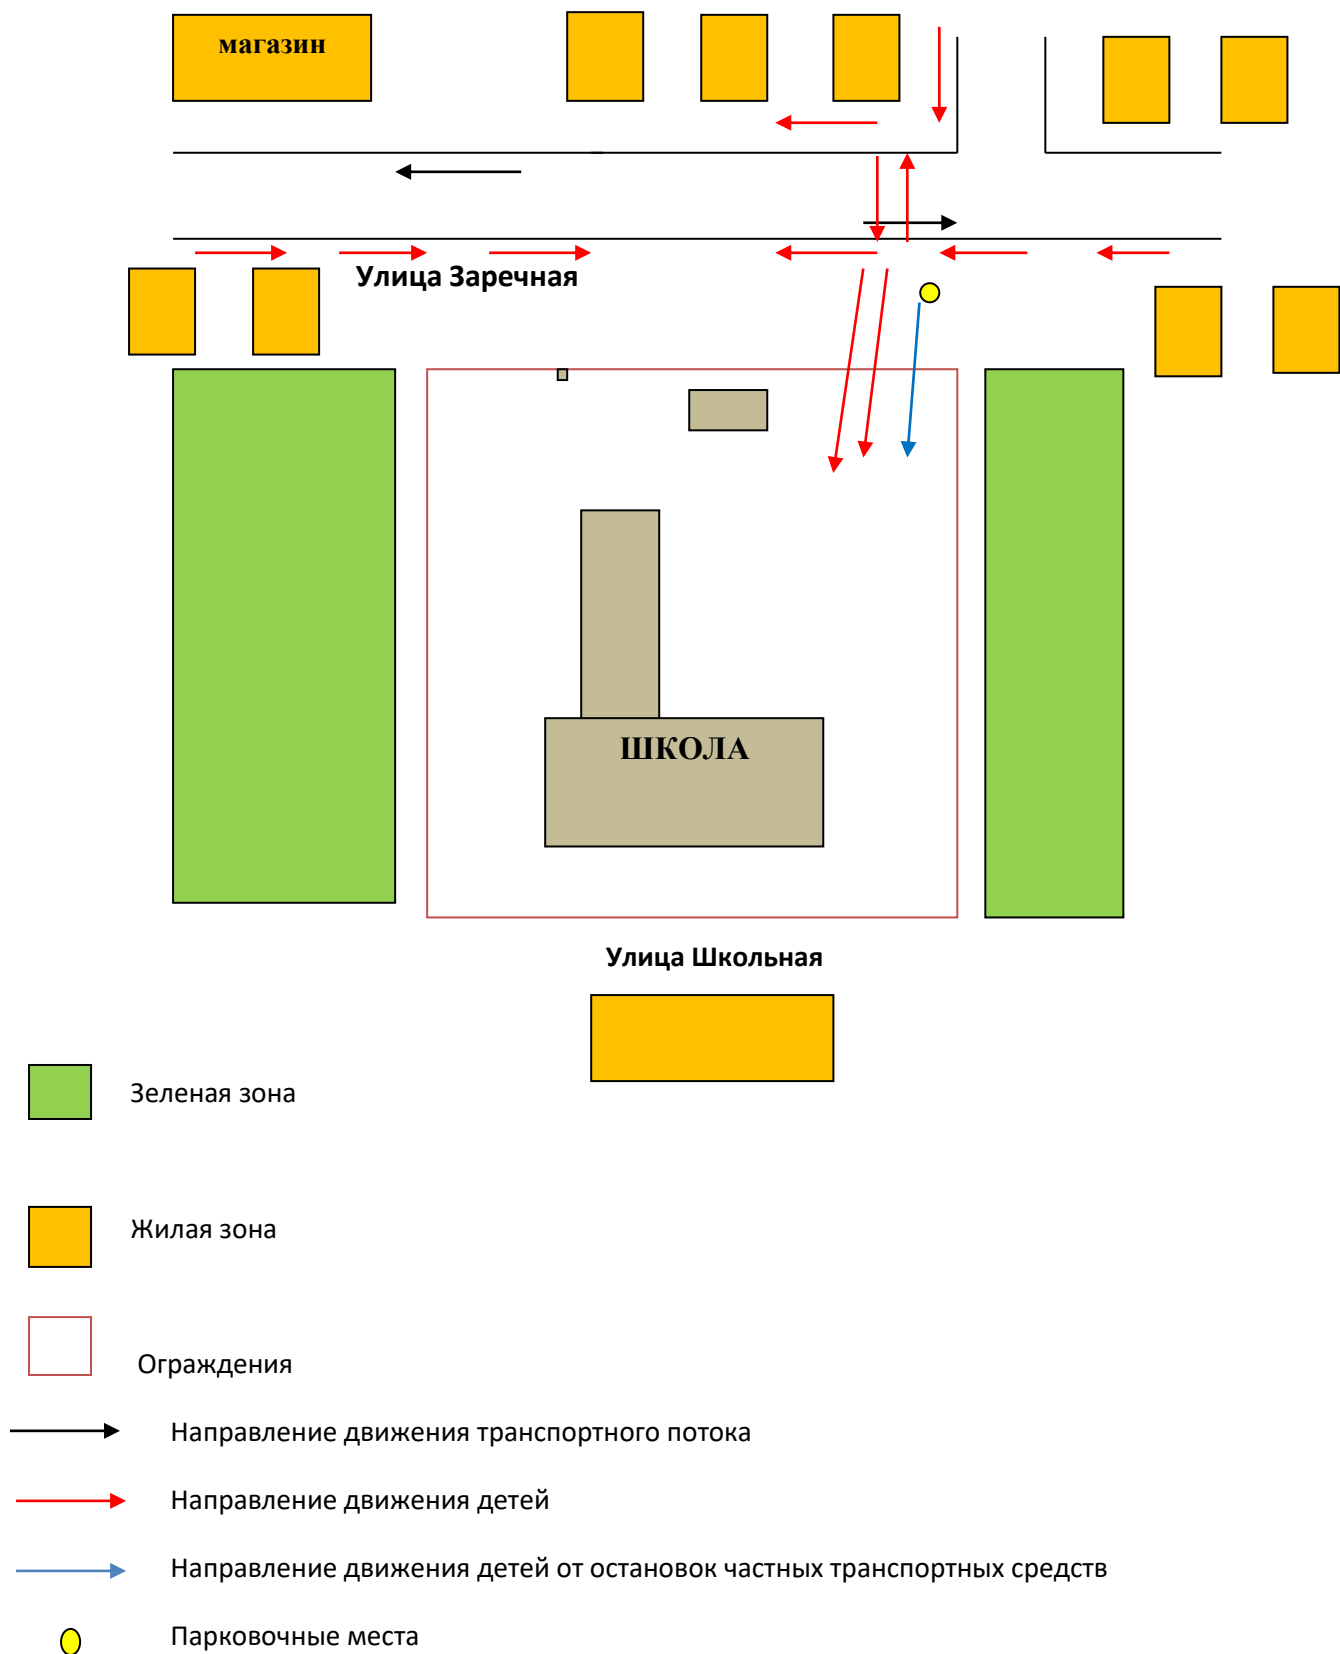 магазин
Улица Заречная
ШКОЛА
Улица Школьная
Зеленая зона
Жилая зона
Ограждения
Направление движения транспортного потока
Направление движения детей
Направление движения детей от остановок частных транспортных средств
Парковочные места